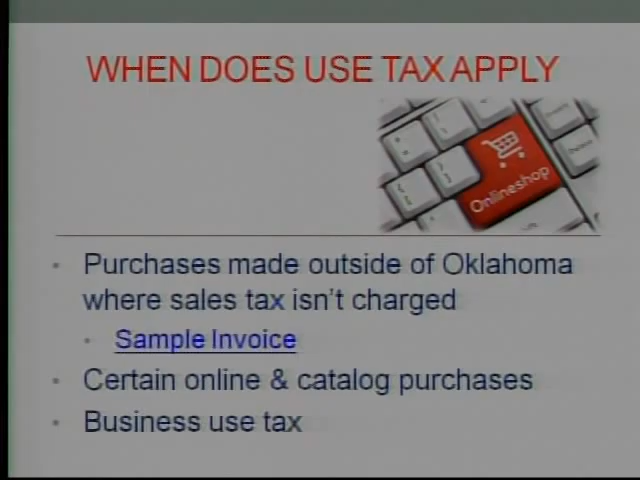 WHEN DOES USE TAX APPLY
Onlineshop
Purchases made outside of Oklahoma
where sales tax isn't charged
Sample Invoice
Certain online & catalog purchases
Business use tax